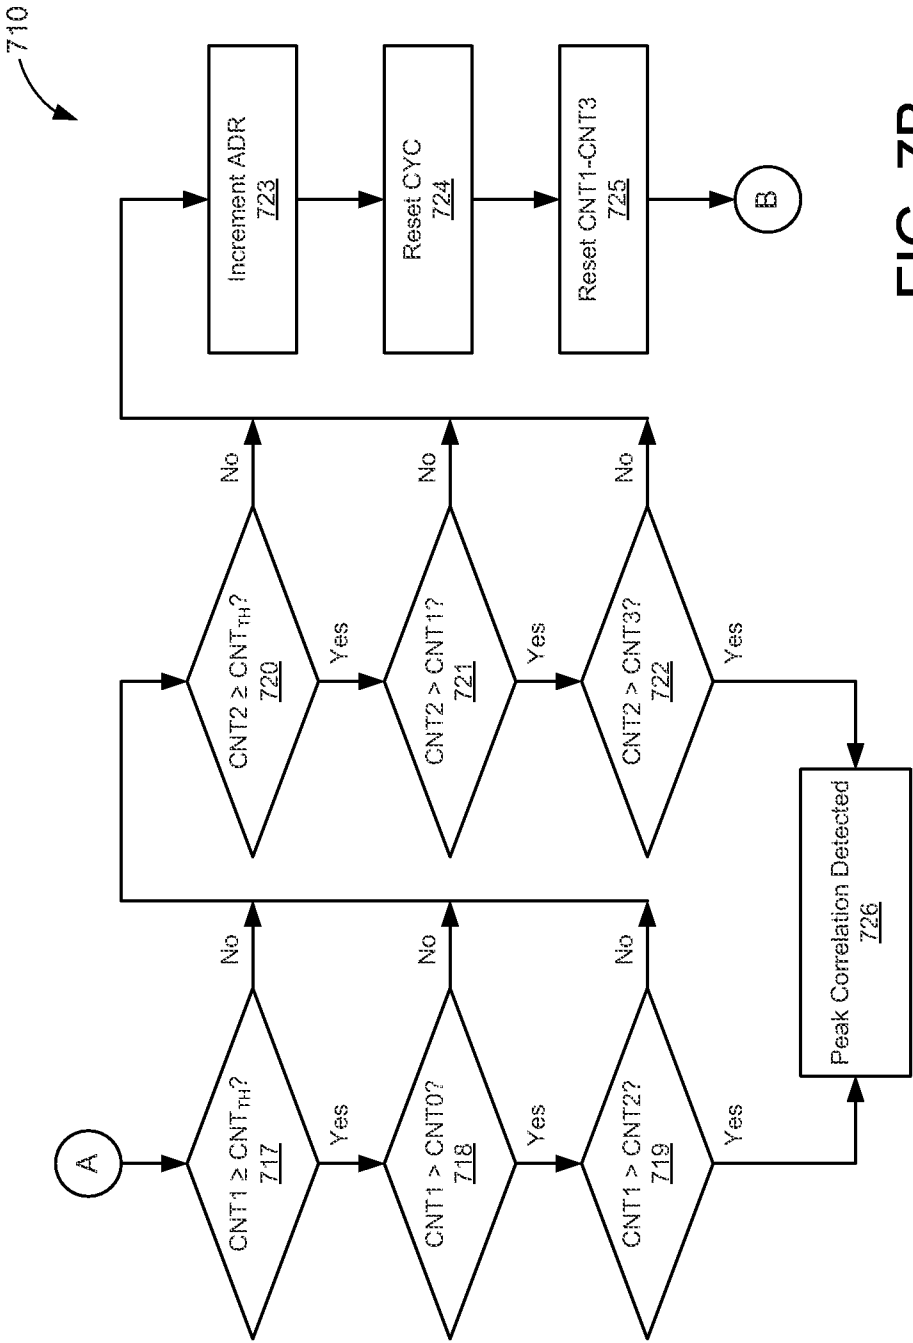 710
A
CNT1 ≥ CNTTH?
717
No
Yes
CNT1 > CNT0?
718
No
Yes
CNT1 > CNT2?
719
No
Yes
CNT2 ≥ CNTTH?
720
No
Yes
CNT2 > CNT1?
721
No
Yes
CNT2 > CNT3?
722
No
Yes
Increment ADR
723
Reset CYC
724
Reset CNT1-CNT3
725
B
Peak Correlation Detected
726